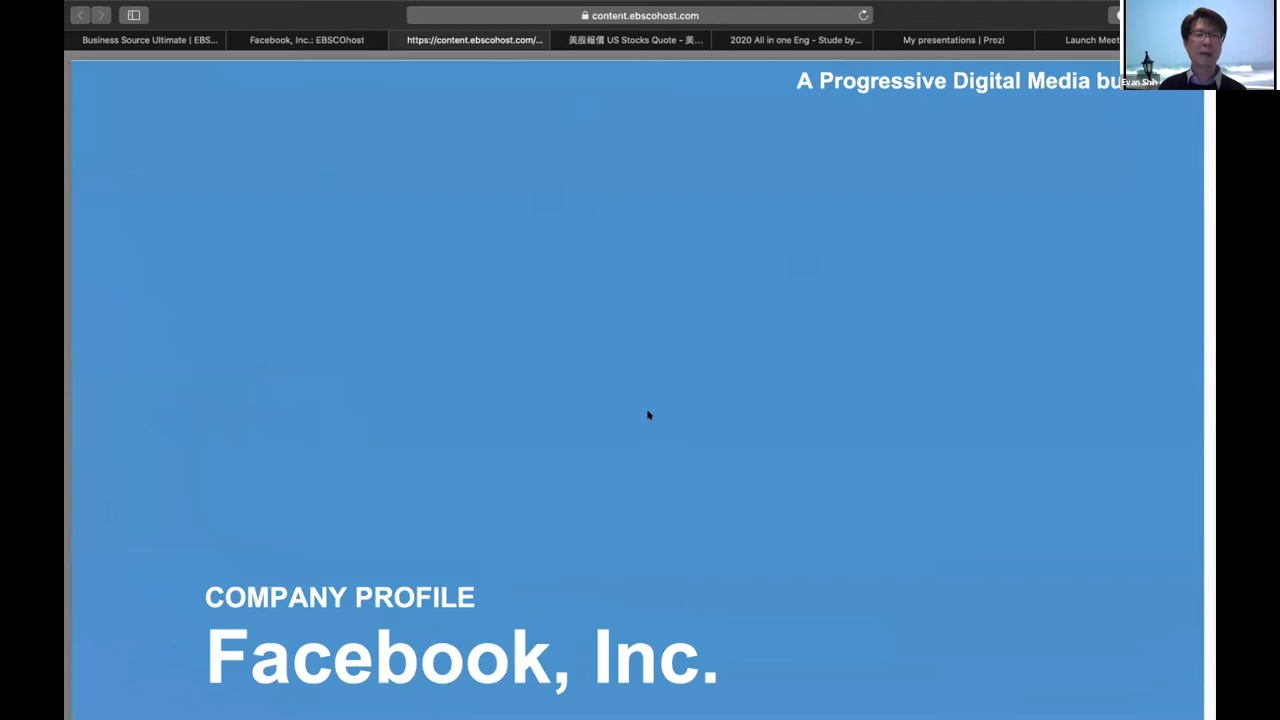 content.ebscohost.com
Business Source Ultimate | EBS...
Facebook, Inc.: EBSCOhost
https://content.ebscohost.com/...
美股報價 US Stocks Quote - 美...
2020 All in one Eng - Stude by...
My presentations | Prezi
Launch Meet
Evan Shih
A Progressive Digital Media bu
COMPANY PROFILE
Facebook, Inc.